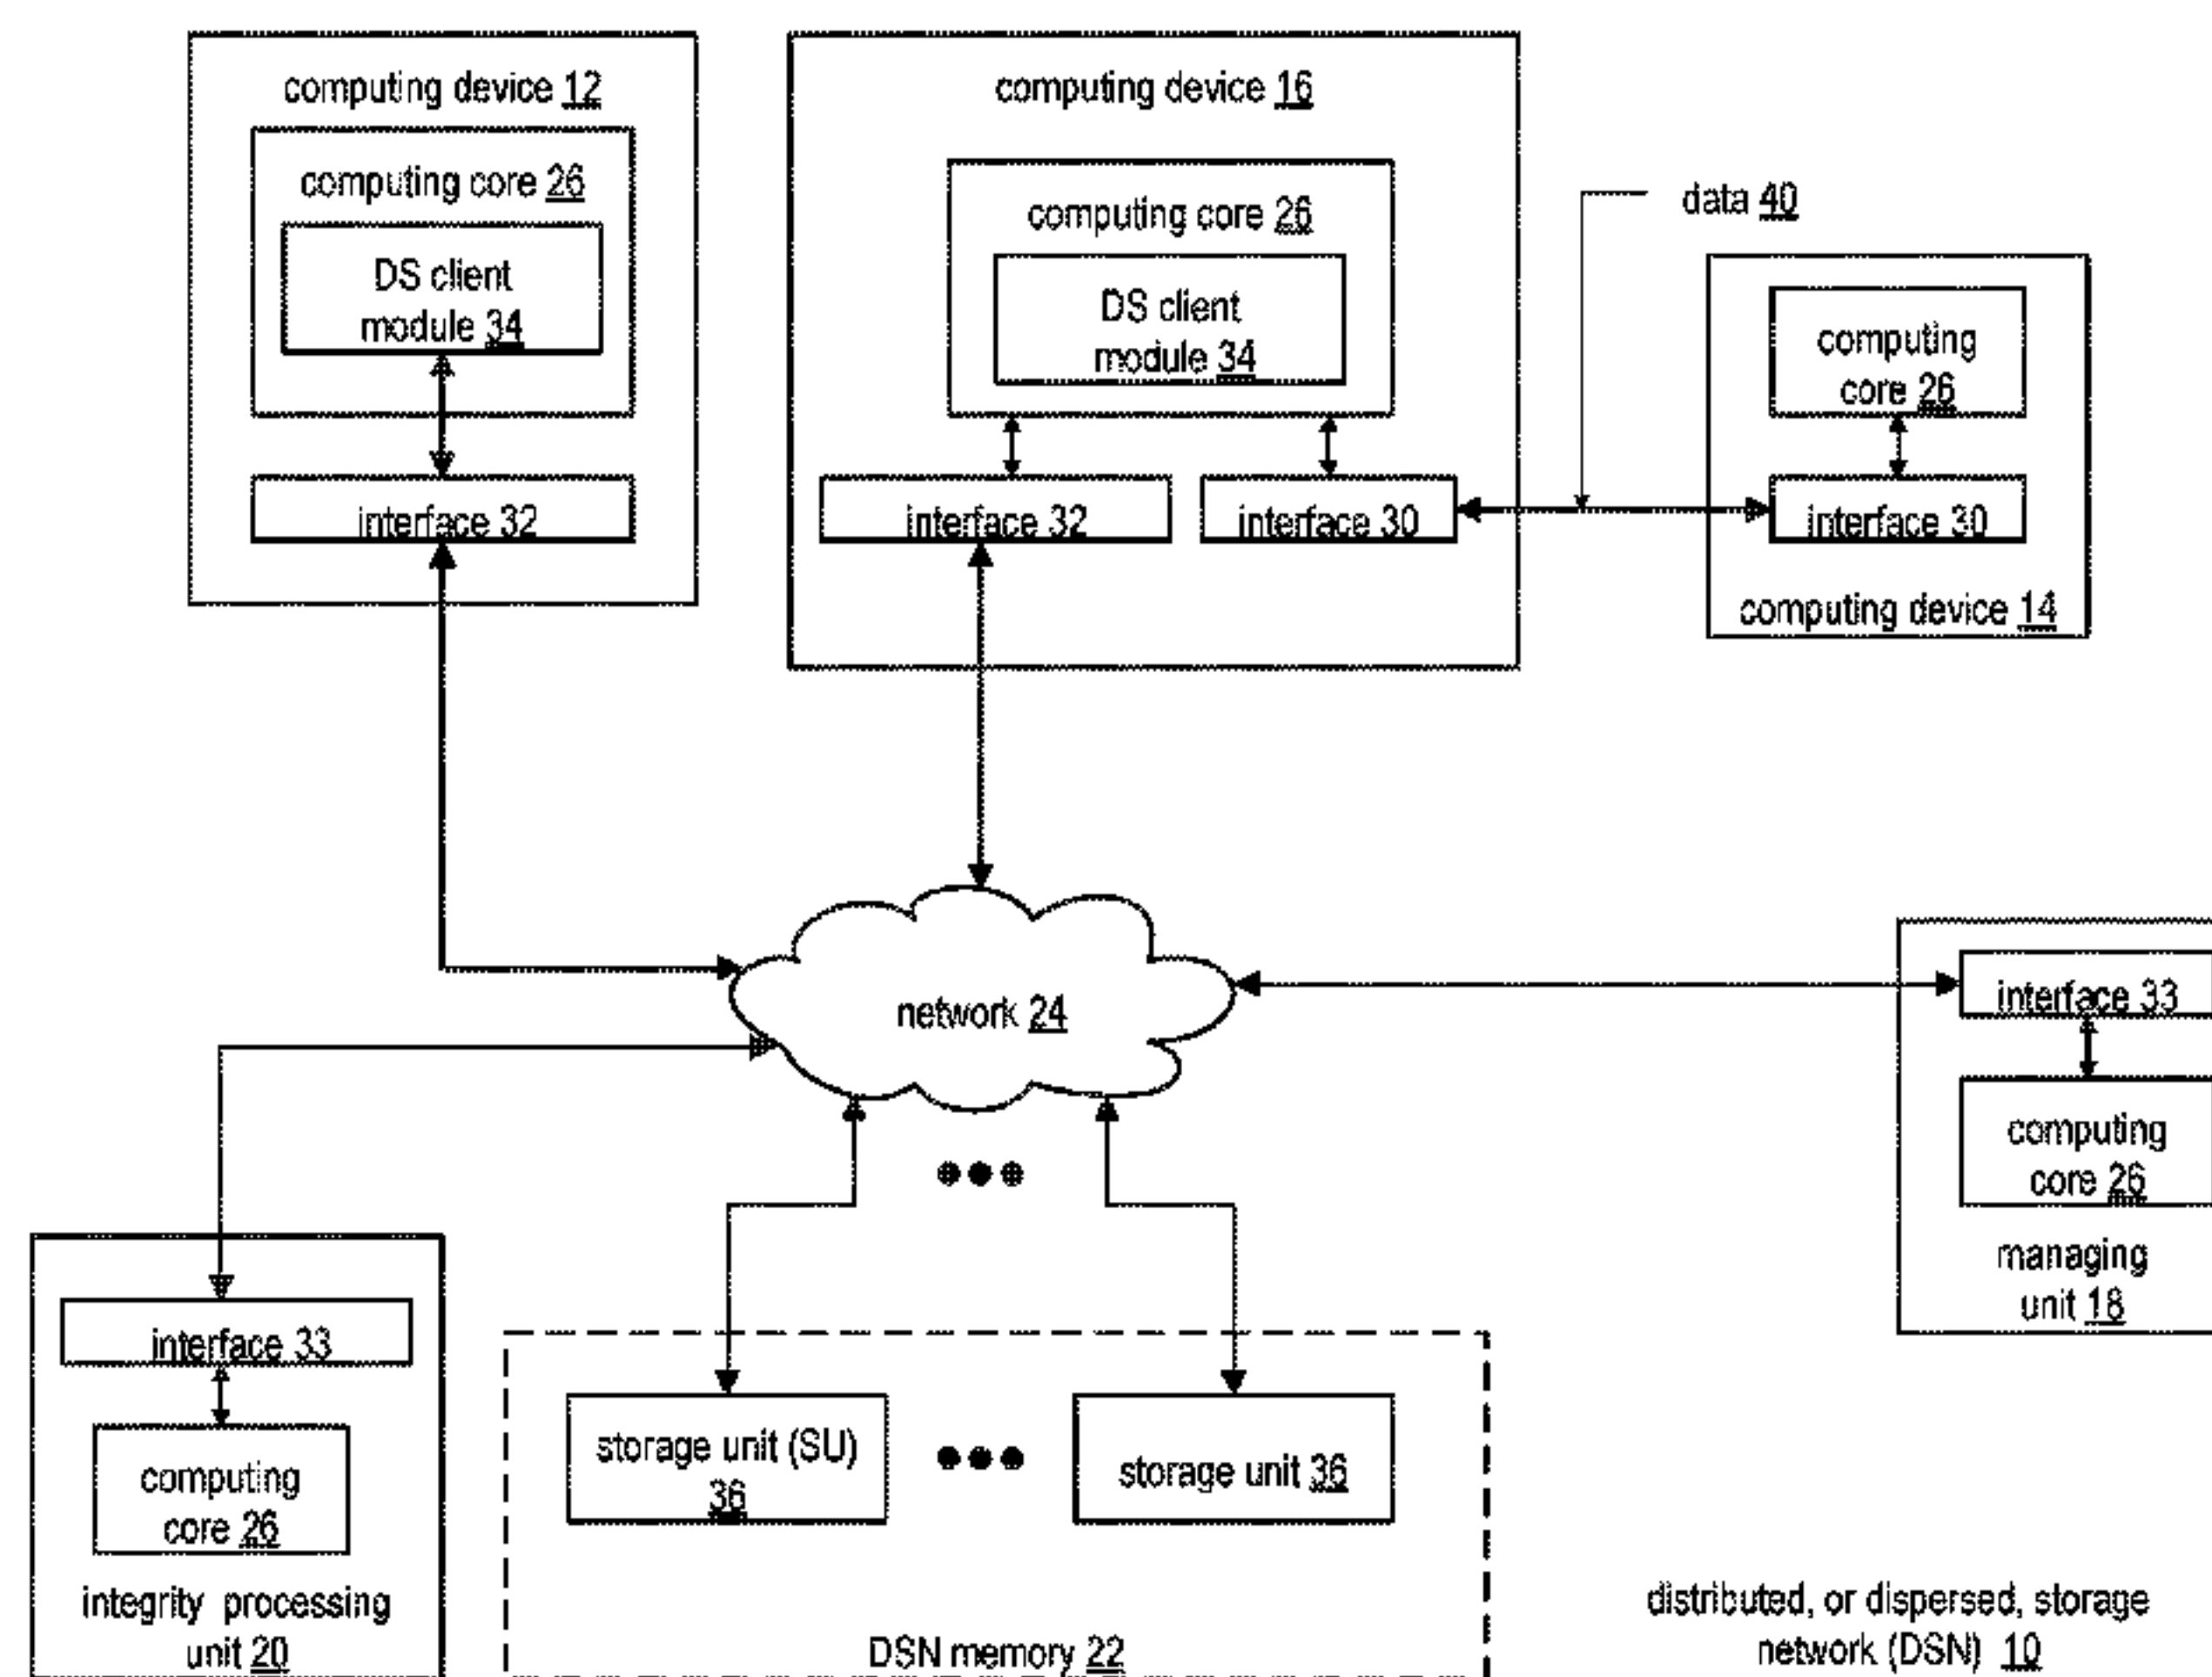 computing device 12
computing core 26
DS client
module 34
interface 32
computing device 16
computing core 26
DS client
module 34
interface 32
interface 30
data 40
computing
core 26
interface 30
computing device 14
network 24
interface 33
computing
core 26
managing
unit 18
interface 33
computing
core 26
integrity processing
unit 20
storage unit (SU)
36
storage unit 36
DSN memory 22
distributed, or dispersed, storage
network (DSN) 10